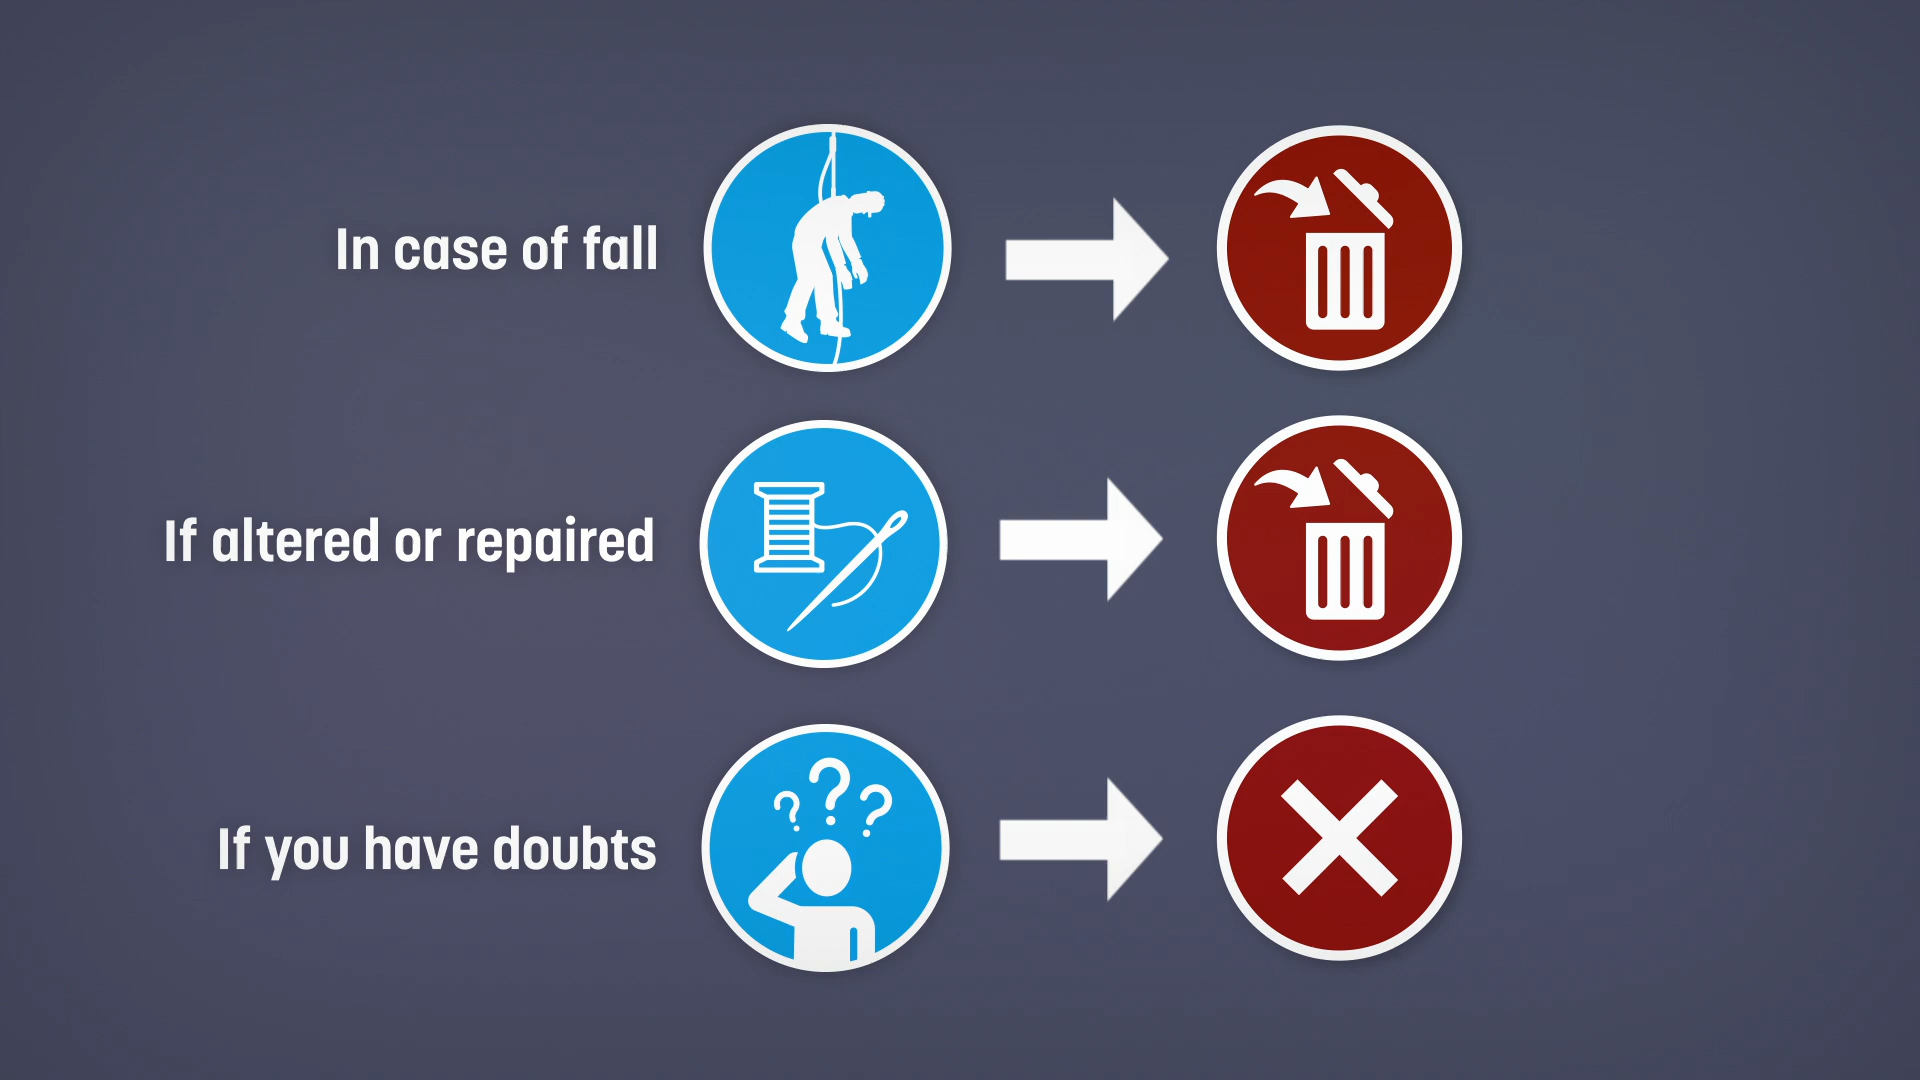 In case of fall
If altered or repaired
? ? ?
If you have doubts